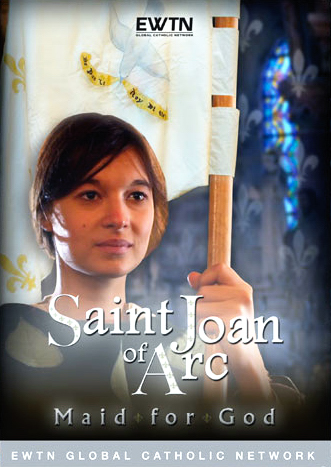 EWTN
GLOBAL CATHOLIC NETWORK
Saint Joan
of Arc
Maid for God
EWTN GLOBAL CATHOLIC NETWORK